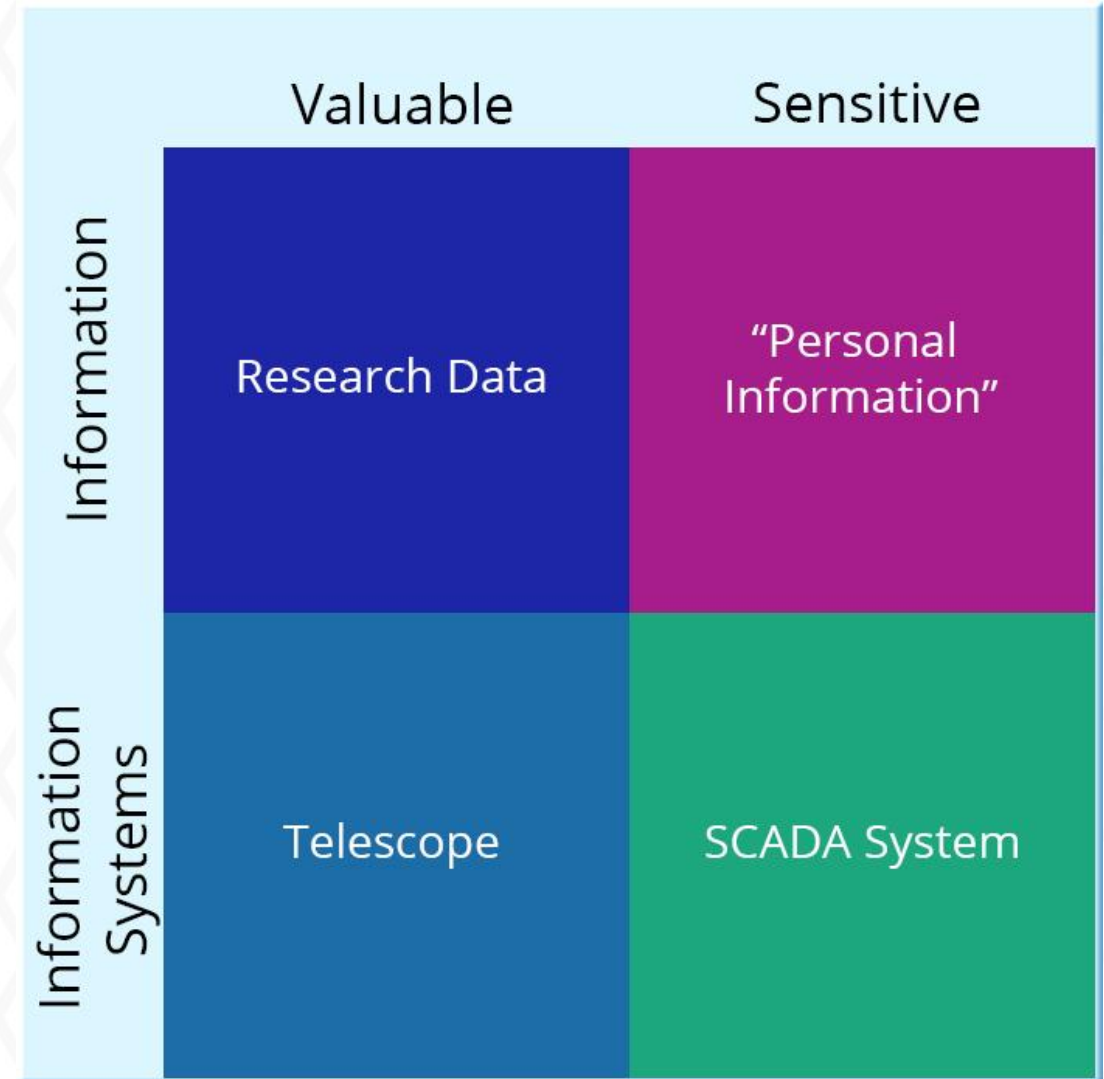 Valuable
Sensitive
Information
Research Data
“Personal
Information”
Information
Systems
Telescope
SCADA System